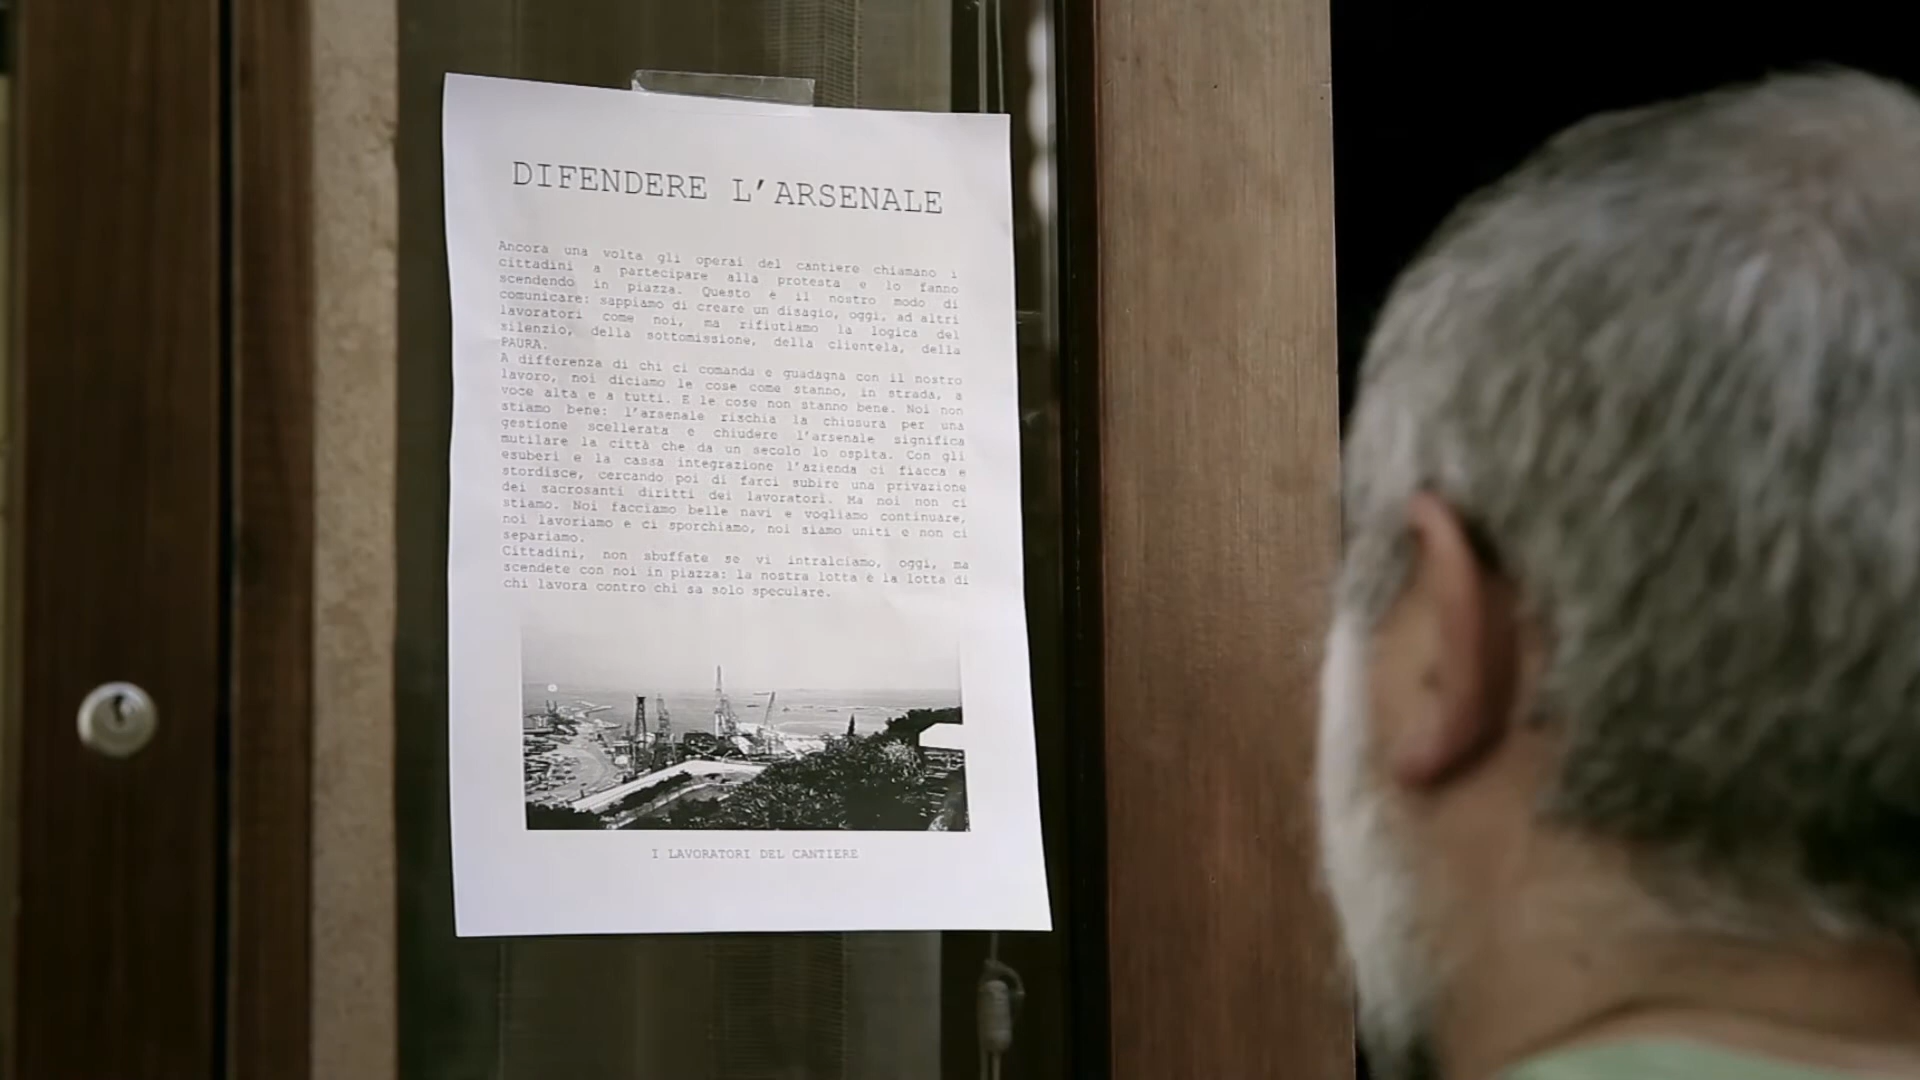 DIFENDERE L'ARSENALE
Ancora una volta gli operai del cantiere chiamano i
cittadini a partecipare alla protesta e lo fanno
scendendo in piazza. Questo è il nostro modo di
comunicare: sappiamo di creare un disagio, oggi, ad altri
lavoratori come noi, ma rifiutiamo la logica del
silenzio, della sottomissione, della clientela, della
PAURA.
A differenza di chi ci comanda e guadagna con il nostro
lavoro, noi diciamo le cose come stanno, in strada, a
voce alta e a tutti. E le cose non stanno bene. Noi non
stiamo bene: l'arsenale rischia la chiusura per una
gestione scellerata e chiudere l'arsenale significa
mutilare la città che da un secolo lo ospita. Con gli
esuberi e la cassa integrazione l'azienda ci fiacca e
stordisce, cercando poi di farci subire una privazione
dei sacrosanti diritti dei lavoratori. Ma noi non ci
stiamo. Noi facciamo belle navi e vogliamo continuare,
noi lavoriamo e ci sporchiamo, noi siamo uniti e non ci
separiamo.
Cittadini, non sbuffate se vi intralciamo, oggi, ma
scendete con noi in piazza: la nostra lotta è la lotta di
chi lavora contro chi sa solo speculare.
I LAVORATORI DEL CANTIERE